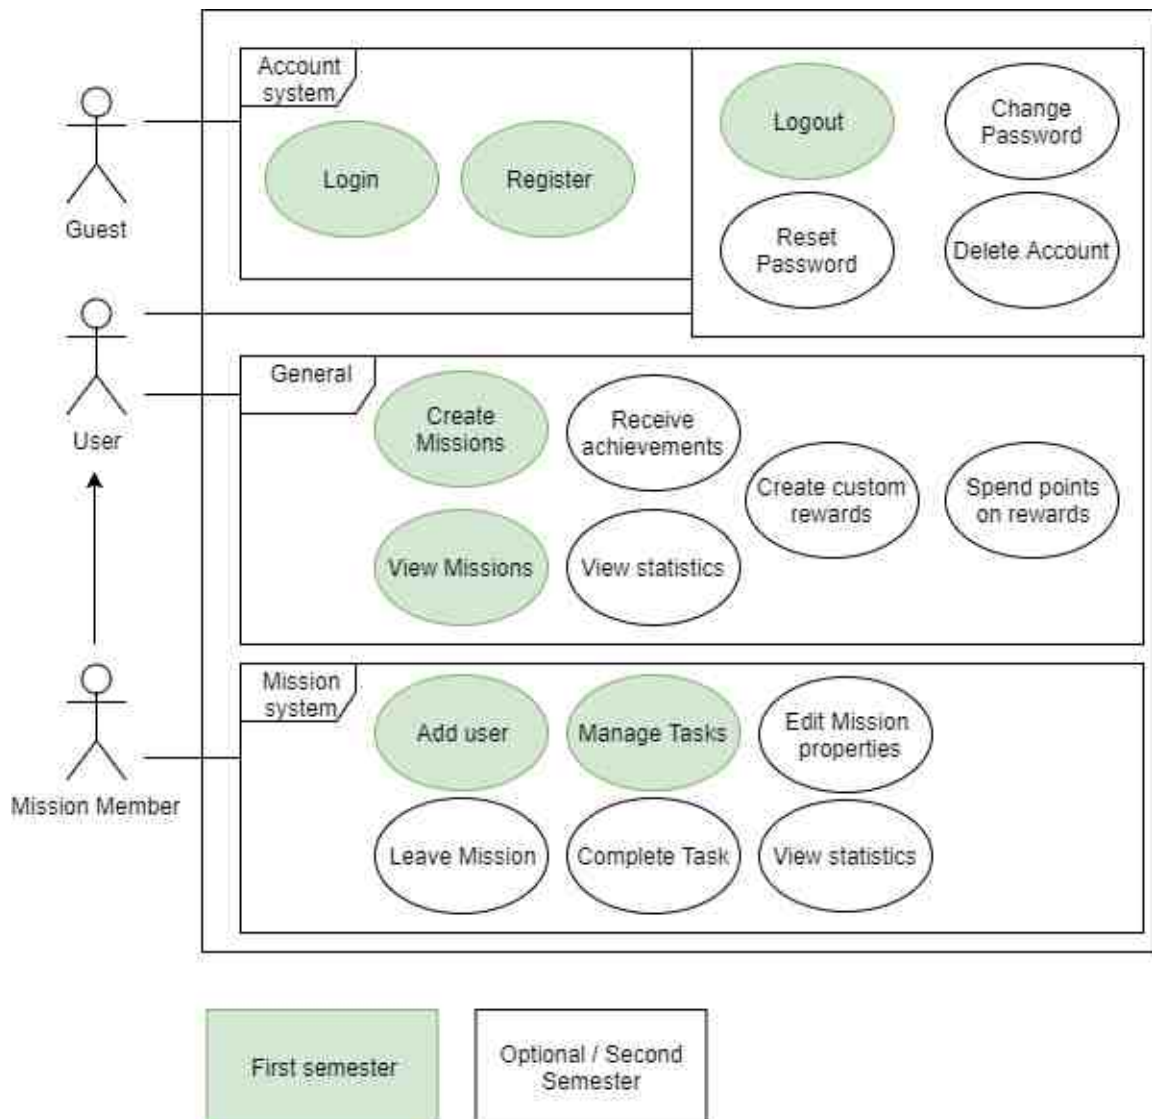 Account
system
Login
Register
Logout
Change
Password
Reset
Password
Delete Account
Guest
User
General
Create
Missions
Receive
achievements
Create custom
rewards
Spend points
on rewards
View Missions
View statistics
Mission
system
Add user
Manage Tasks
Edit Mission
properties
Leave Mission
Complete Task
View statistics
Mission Member
First semester
Optional / Second
Semester